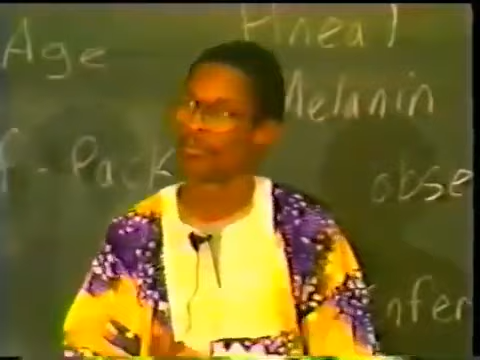 Age
Pineal
Melanin
f - Pack
obse
nfer